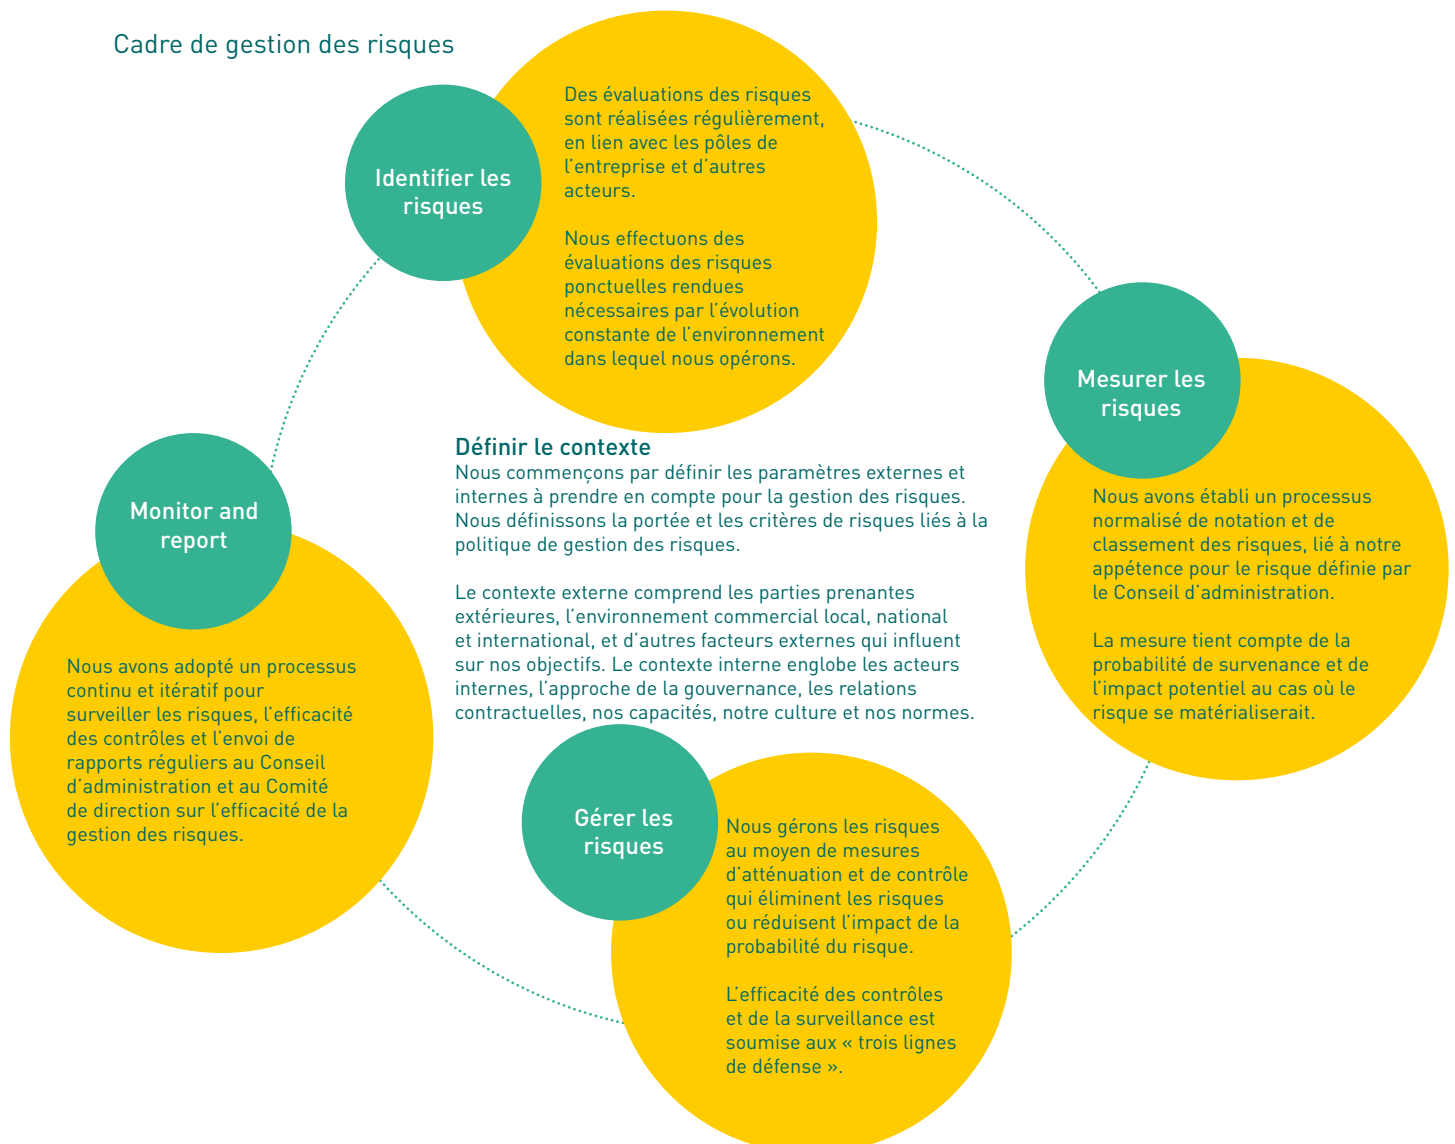 Cadre de gestion des risques
Identifier les
risques
Des évaluations des risques
sont réalisées régulièrement,
en lien avec les pôles de
l’entreprise et d’autres
acteurs.
Nous effectuons des
évaluations des risques
ponctuelles rendues
nécessaires par l’évolution
constante de l’environnement
dans lequel nous opérons.
Mesurer les
risques
Nous avons établi un processus
normalisé de notation et de
classement des risques, lié à notre
appétence pour le risque définie par
le Conseil d’administration.
La mesure tient compte de la
probabilité de survenance et de
l’impact potentiel au cas où le
risque se matérialiserait.
Définir le contexte
Nous commençons par définir les paramètres externes et
internes à prendre en compte pour la gestion des risques.
Nous définissons la portée et les critères de risques liés à la
politique de gestion des risques.
Le contexte externe comprend les parties prenantes
extérieures, l’environnement commercial local, national
et international, et d’autres facteurs externes qui influent
sur nos objectifs. Le contexte interne englobe les acteurs
internes, l’approche de la gouvernance, les relations
contractuelles, nos capacités, notre culture et nos normes.
Monitor and
report
Nous avons adopté un processus
continu et itératif pour
surveiller les risques, l’efficacité
des contrôles et l’envoi de
rapports réguliers au Conseil
d’administration et au Comité
de direction sur l’efficacité de la
gestion des risques.
Gérer les
risques
Nous gérons les risques
au moyen de mesures
d’atténuation et de contrôle
qui éliminent les risques
ou réduisent l’impact de la
probabilité du risque.
L’efficacité des contrôles
et de la surveillance est
soumise aux « trois lignes
de défense ».